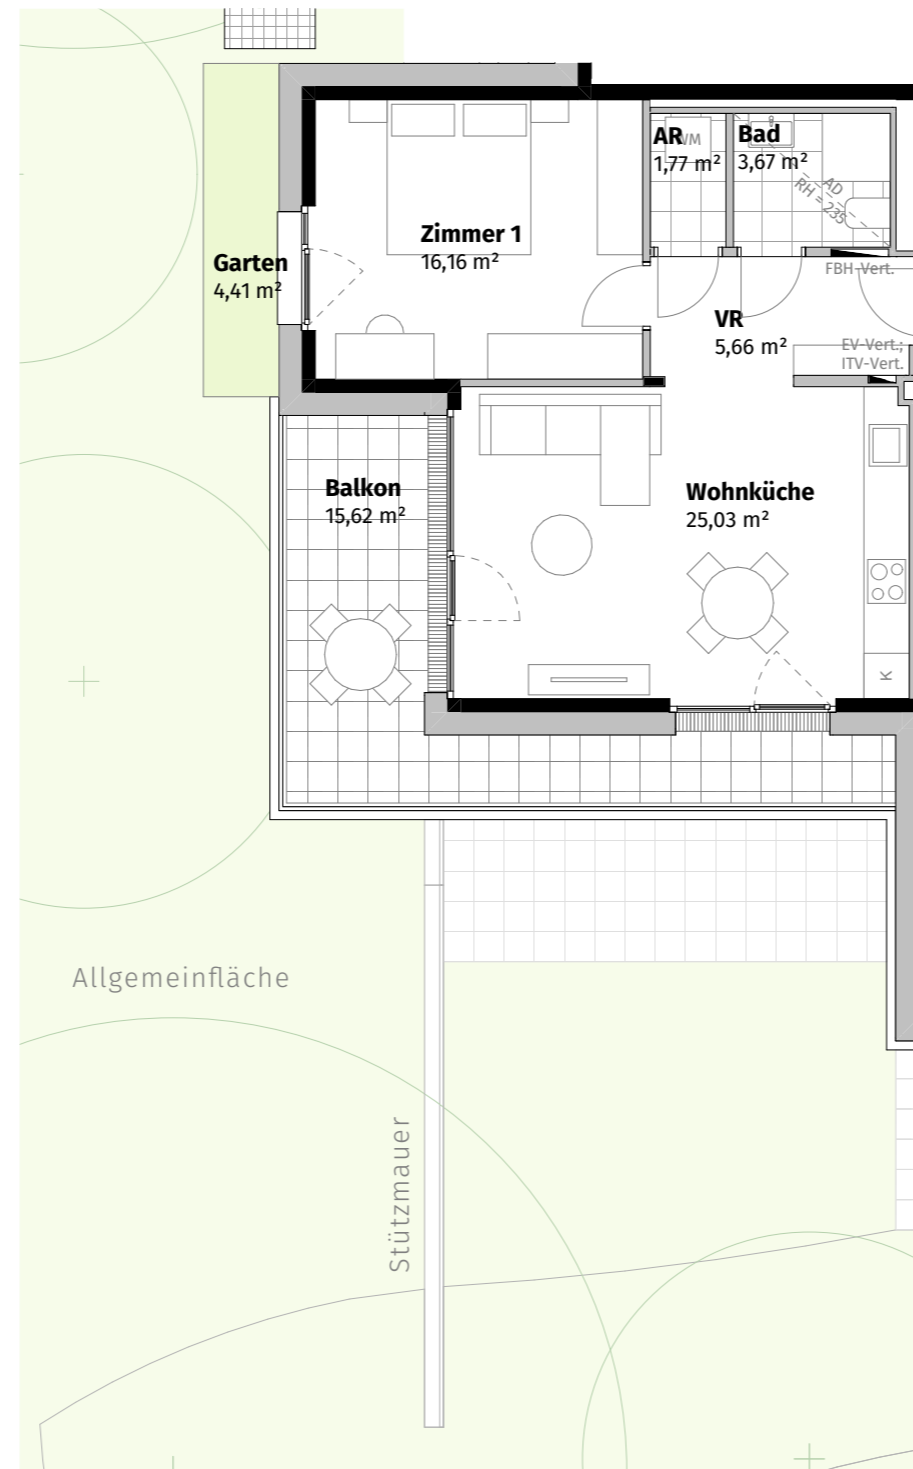 AR
WM
1,77 m²
Bad
3,67 m²
AD
RH = 235
Zimmer 1
16,16 m²
Garten
4,41 m²
FBH-Vert.
VR
5,66 m²
EV-Vert.;
ITV-Vert.
Balkon
15,62 m²
Wohnküche
25,03 m²
K
Allgemeinfläche
Stützmauer